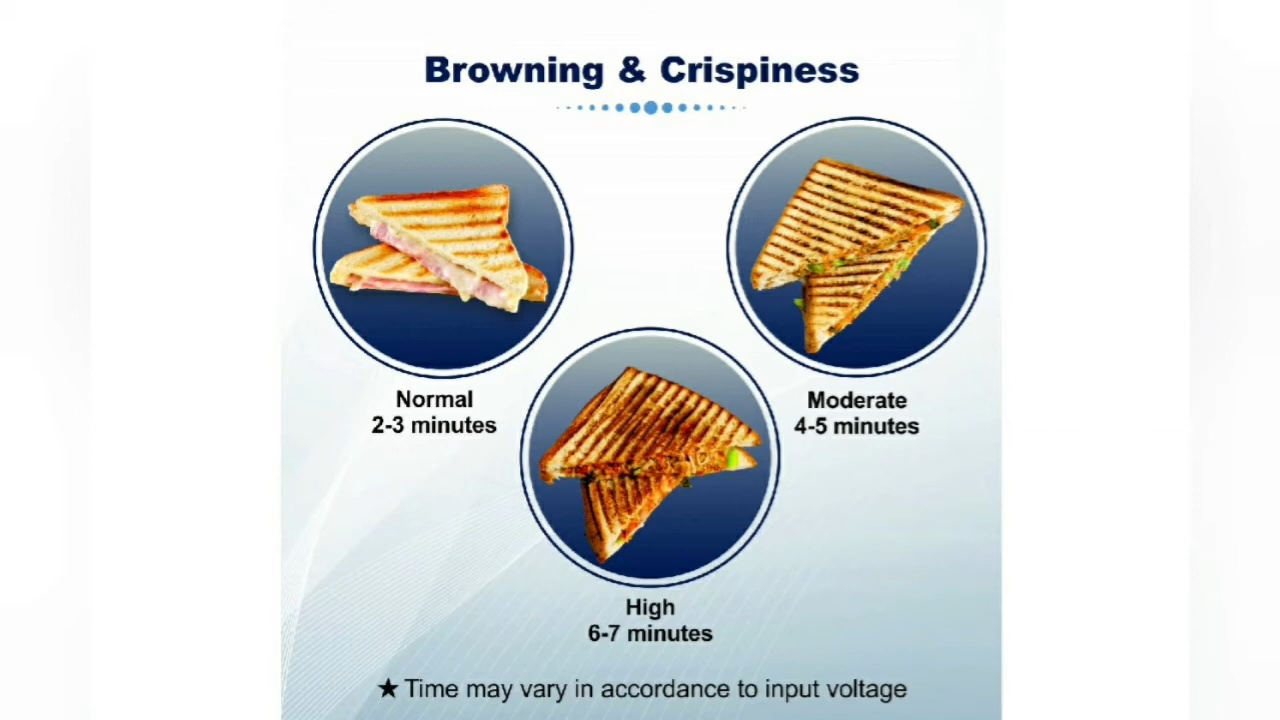 Browning & Crispiness
Normal
2-3 minutes
Moderate
4-5 minutes
High
6-7 minutes
★ Time may vary in accordance to input voltage